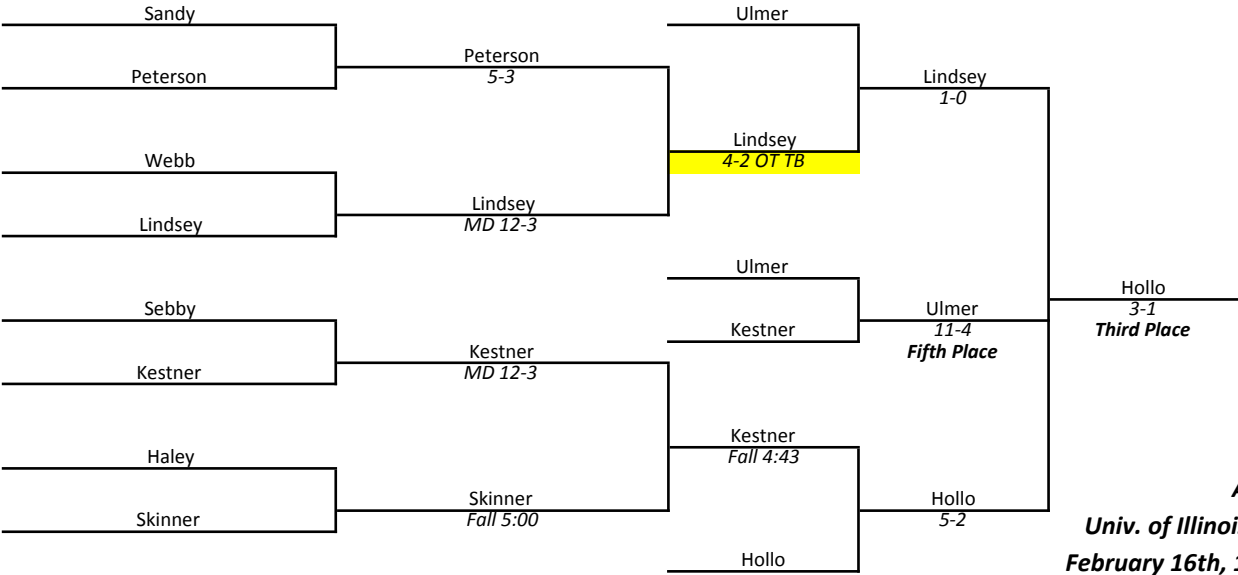 Sandy
Ulmer
Peterson
5-3
Peterson
Lindsey
1-0
Lindsey
4-2 OT TB
Webb
Lindsey
MD 12-3
Lindsey
Ulmer
Hollo
3-1
Third Place
Sebby
Ulmer
11-4
Fifth Place
Kestner
Kestner
MD 12-3
Kestner
Kestner
Fall 4:43
Haley
Skinner
Fall 5:00
Hollo
5-2
Skinner
Univ. of
February 16th,
Hollo